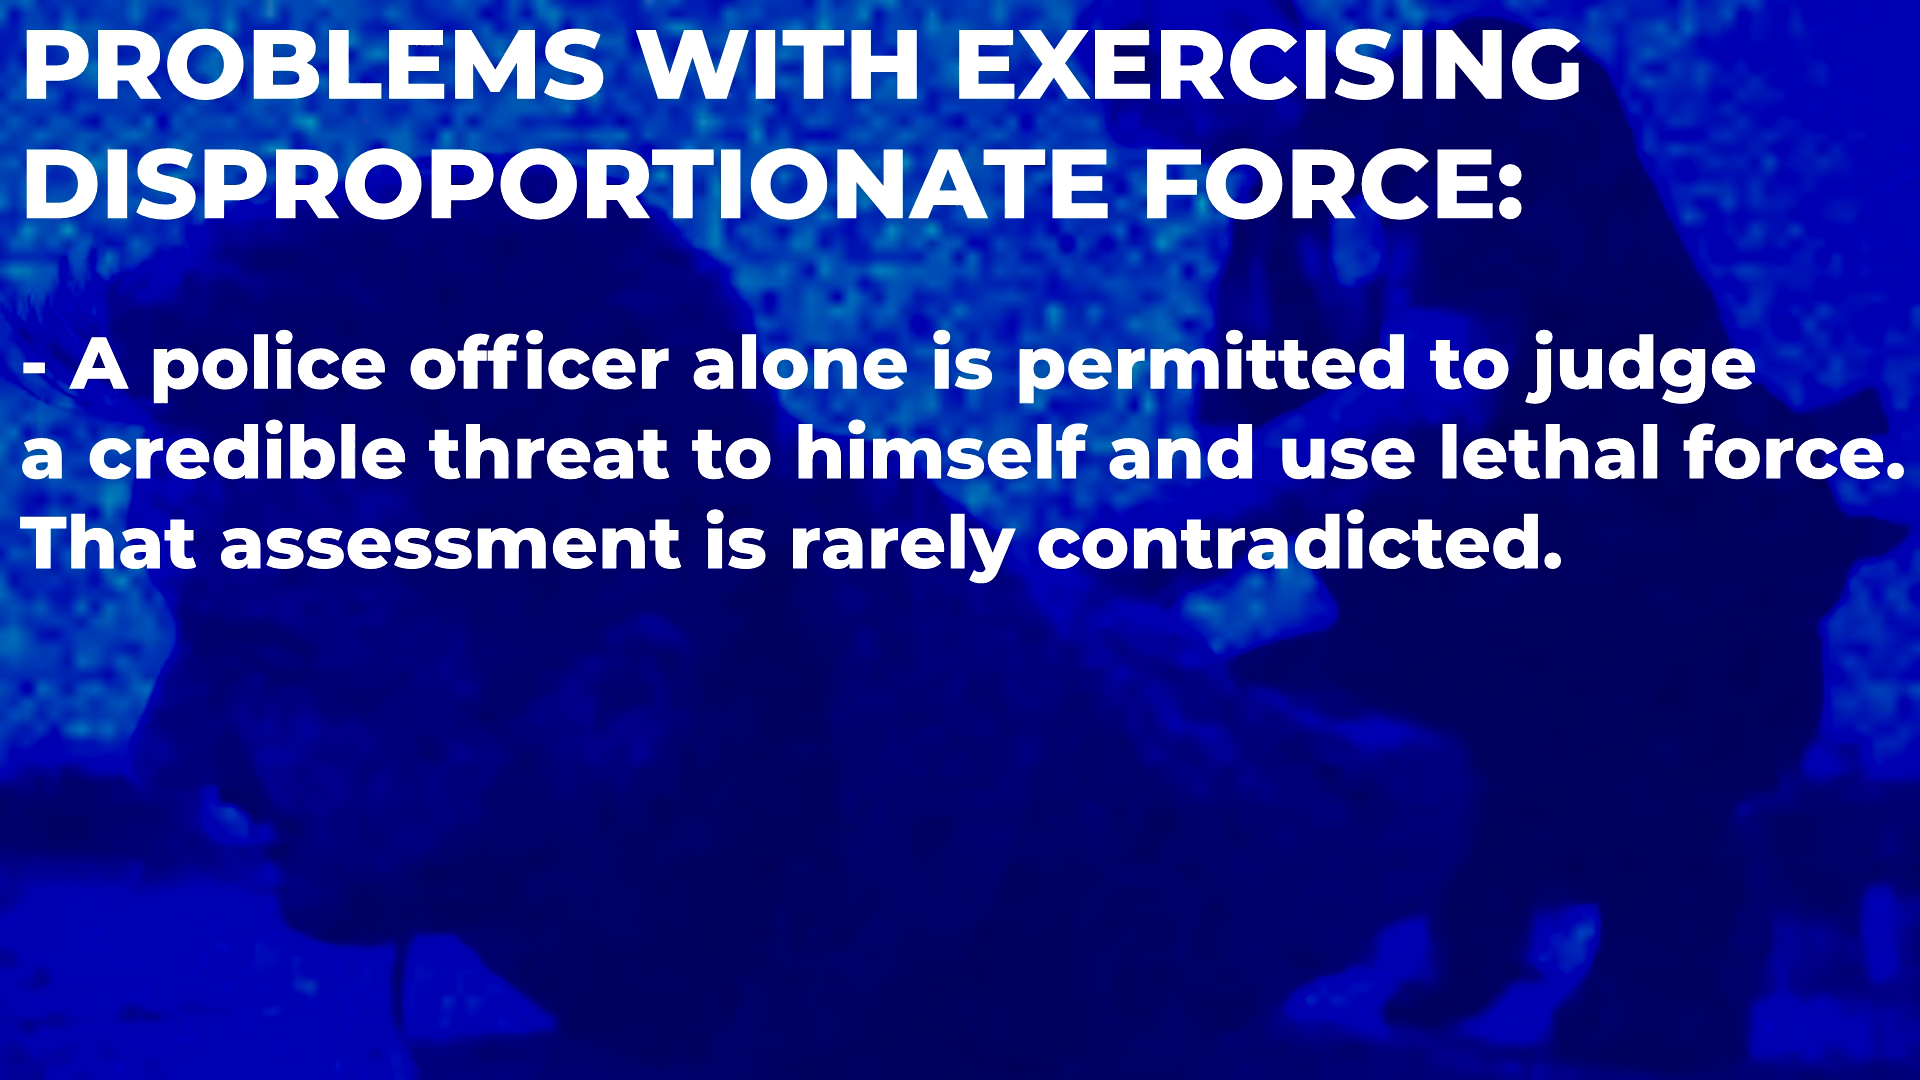 PROBLEMS WITH EXERCISING
DISPROPORTIONATE FORCE:
- A police officer alone is permitted to judge
a credible threat to himself and use lethal force.
That assessment is rarely contradicted.